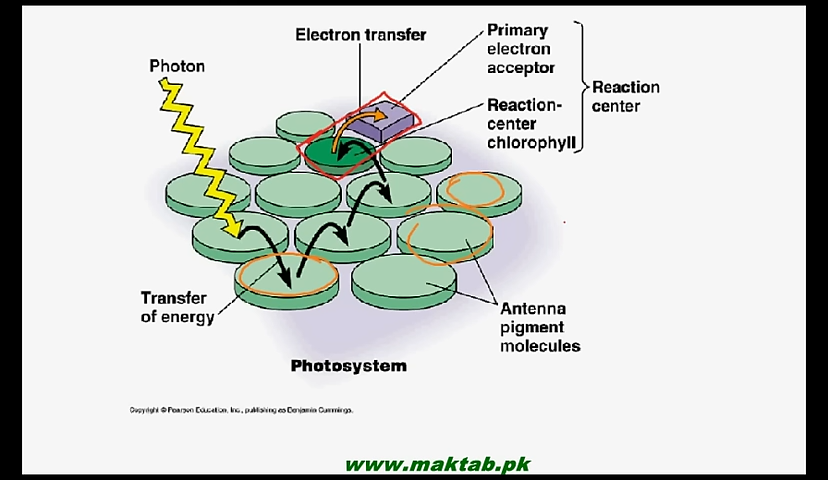 Electron transfer
Primary
electron
acceptor
Reaction
center
Photon
Reaction-
center
chlorophyll
Transfer
of energy
Antenna
pigment
molecules
Photosystem
Copyright © Pearson Education, Inc., publishing as Benjamin Cummings.
www.maktab.pk